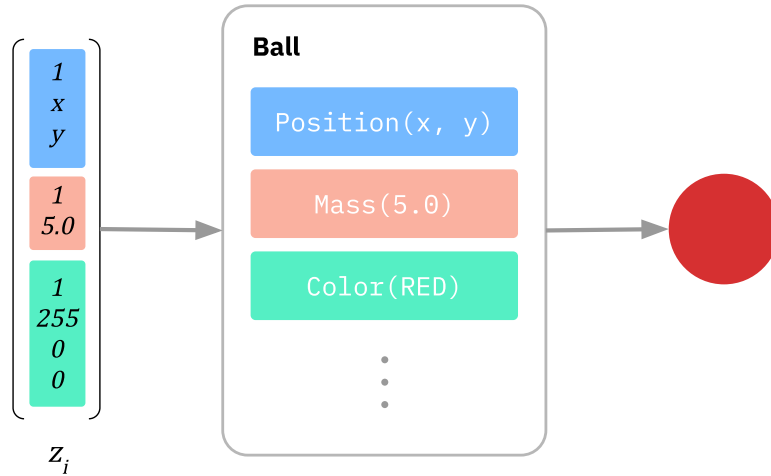 1
x
y
1
5.0
1
255
0
0
z_i
Ball
Position(x, y)
Mass(5.0)
Color(RED)